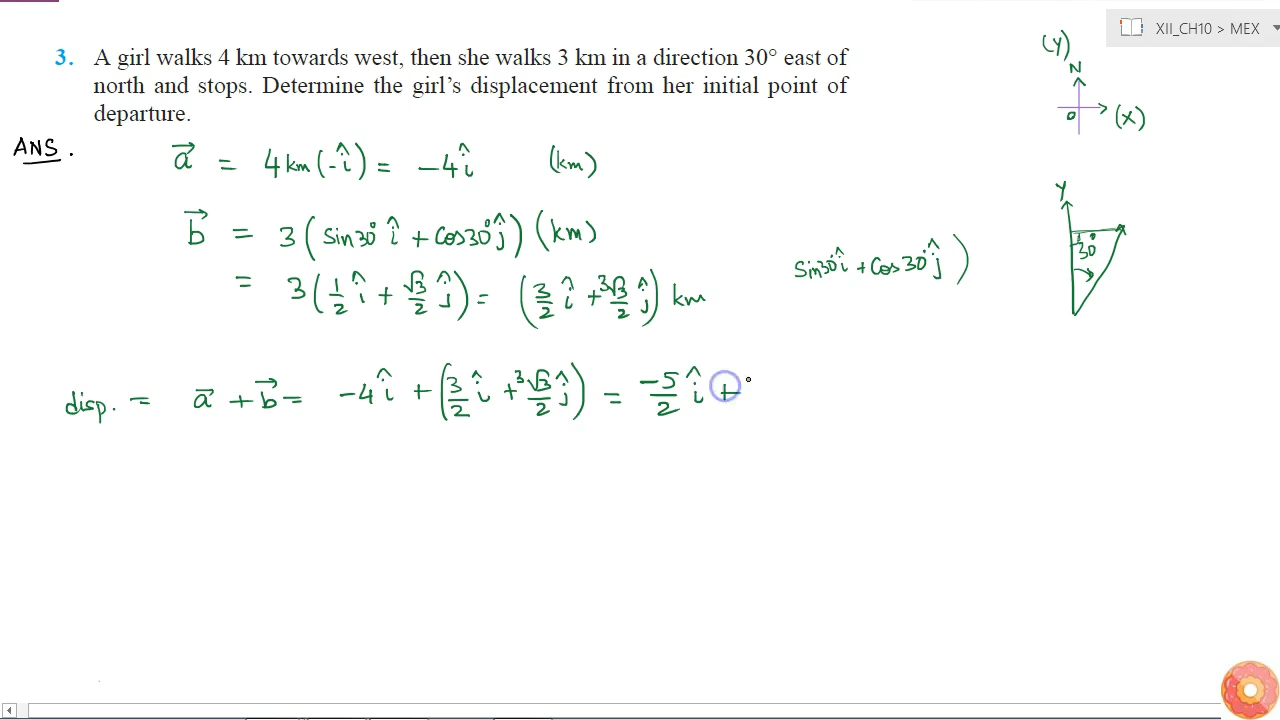 XII_CH10 > MEX
3. A girl walks 4 km towards west, then she walks 3 km in a direction 30° east of
north and stops. Determine the girl's displacement from her initial point of
departure.
(Y)
N
O
(X)
ANS.
a⃗ = 4km(-î) = -4î (km)
b⃗ = 3(sin30° î + cos30° ĵ) (km)
= 3(1/2 î + √3/2 ĵ) = (3/2 î + 3√3/2 ĵ) km
sin30° î + cos30° ĵ)
Y
30°
disp. = a⃗ + b⃗ = -4î + (3/2 î + 3√3/2 ĵ) = -5/2 î +